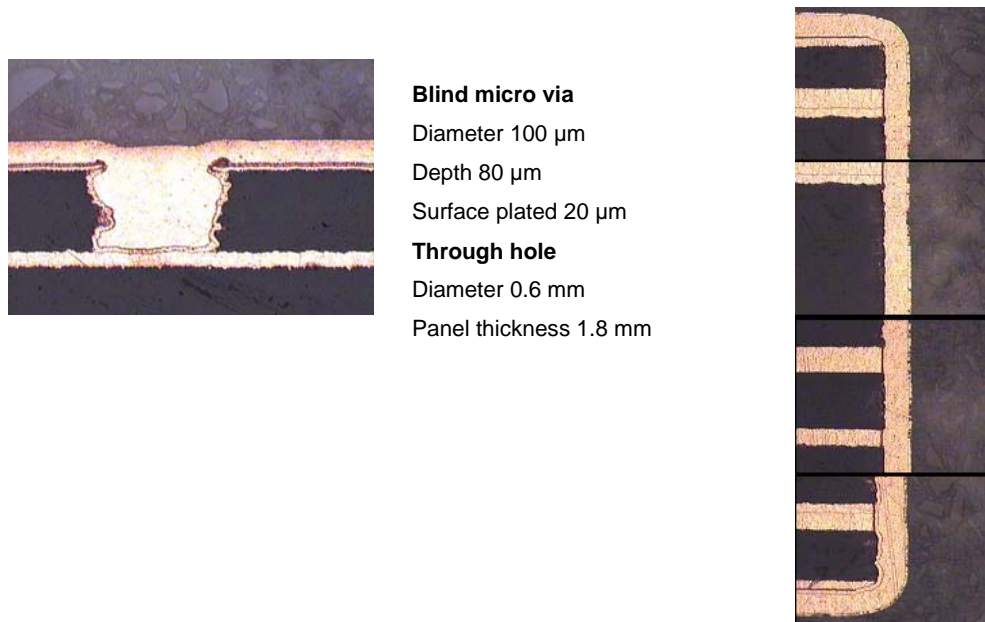 Blind micro via
Diameter 100 µm
Depth 80 µm
Surface plated 20 µm
Through hole
Diameter 0.6 mm
Panel thickness 1.8 mm